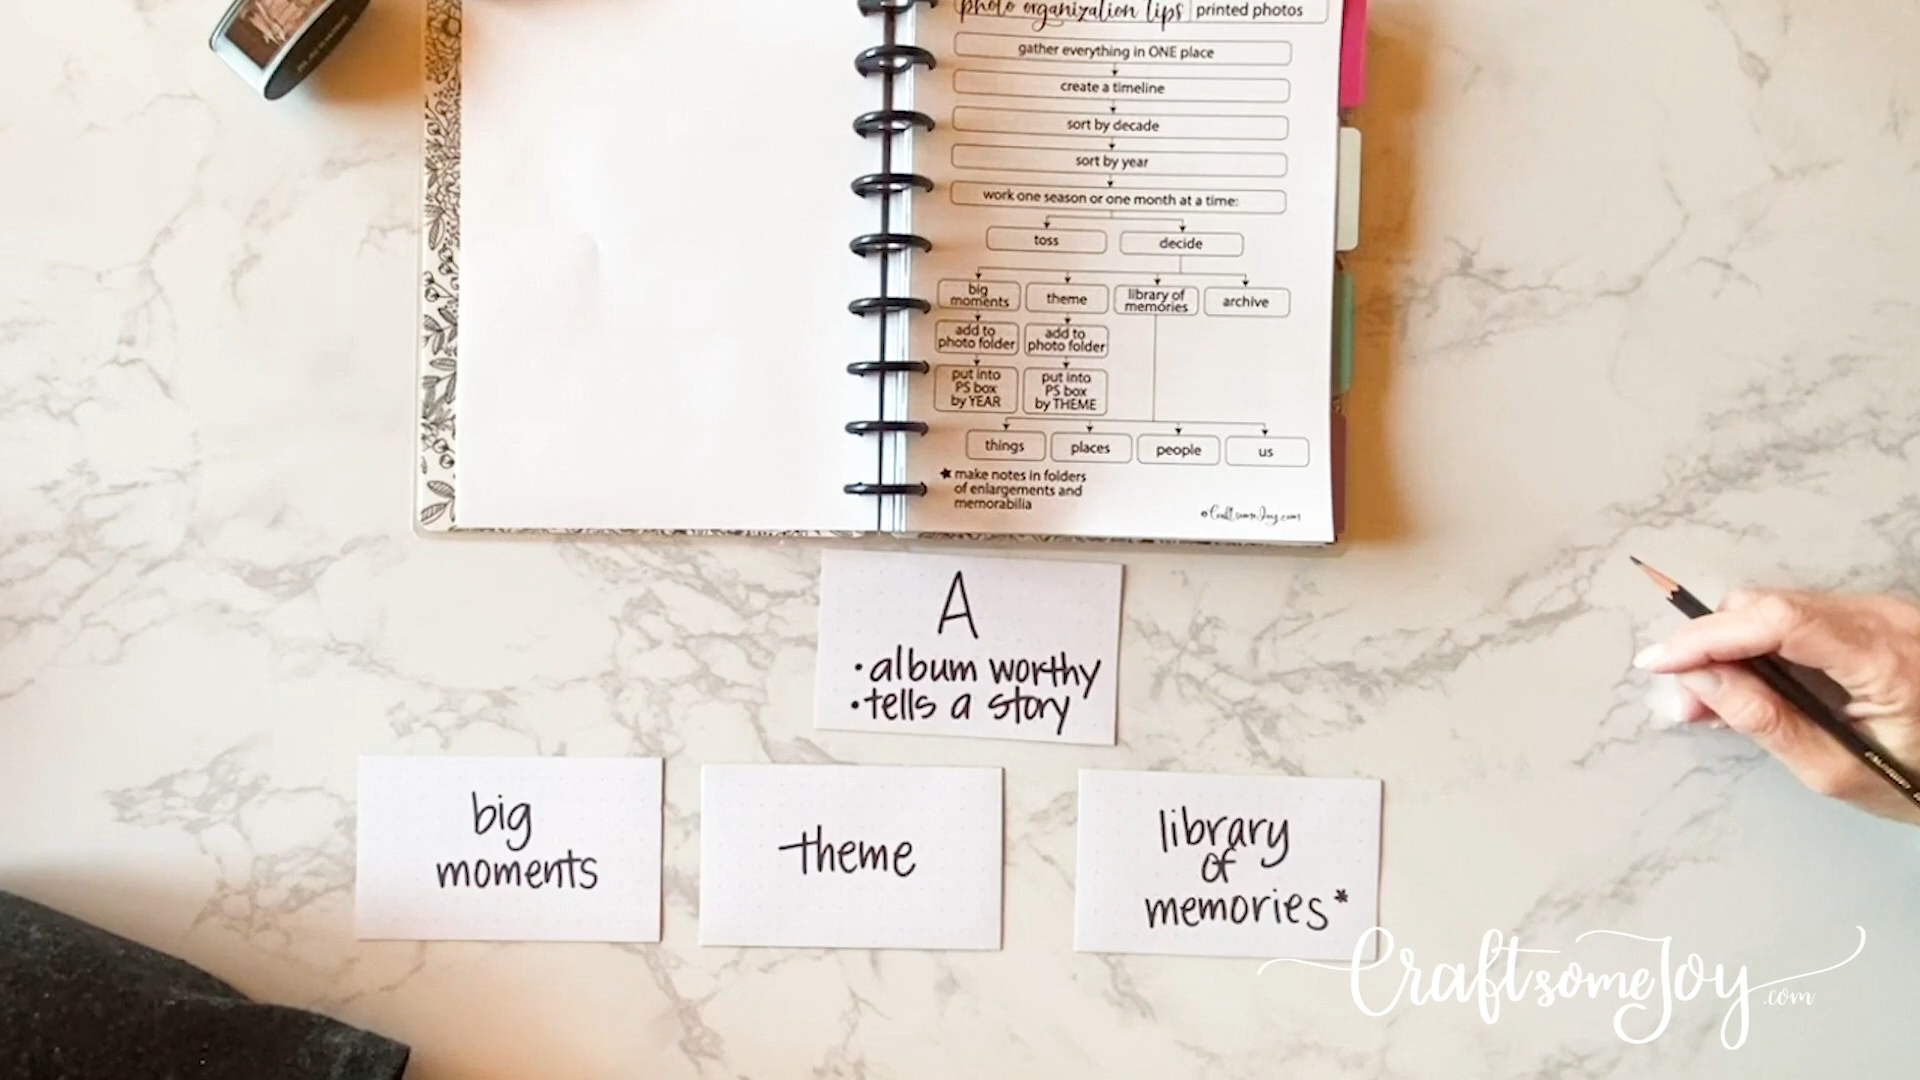 photo organization tips printed photos
gather everything in ONE place
create a timeline
sort by decade
sort by year
work one season or one month at a time:
toss
decide
big
moments
theme
library of
memories
archive
add to
photo folder
add to
photo folder
put into
PS box
by YEAR
put into
PS box
by THEME
things
places
people
us
★ make notes in folders
of enlargements and
memorabilia
©CraftsomeJoy.com
A
• album worthy
• tells a story
big
moments
theme
library
of
memories*
CraftsomeJoy.com